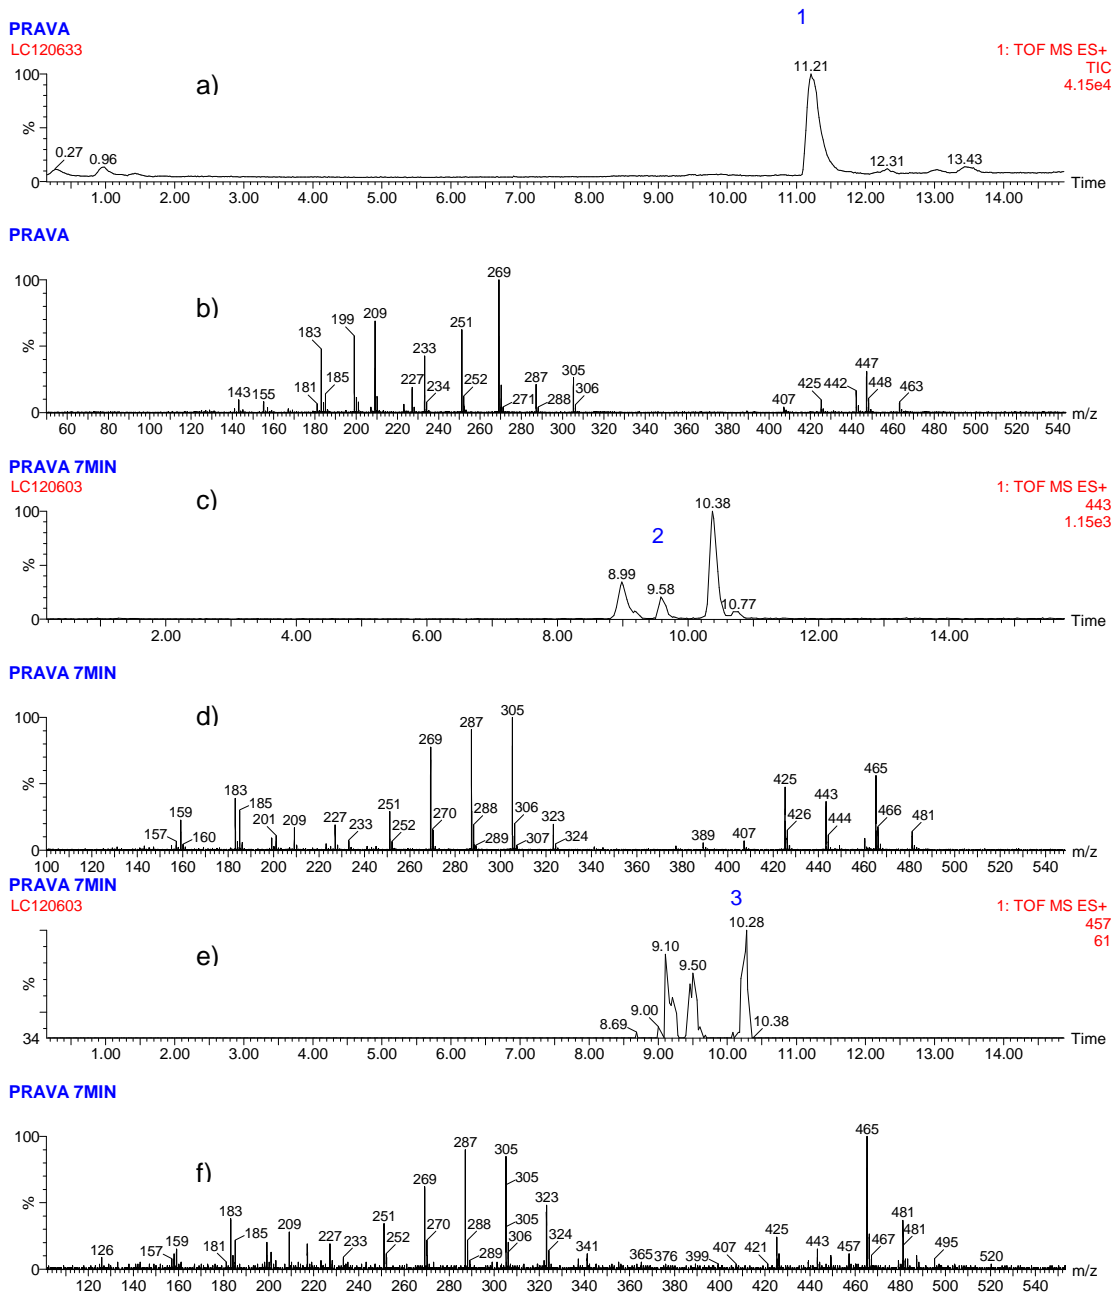 1
PRAVA
LC120633
1: TOF MS ES+
TIC
4.15e4
a)
100
%
0
0.27
0.96
11.21
12.31
13.43
1.00 2.00 3.00 4.00 5.00 6.00 7.00 8.00 9.00 10.00 11.00 12.00 13.00 14.00
Time
PRAVA
b)
100
%
0
143 155 181 183 185 199 209 227 233 234 251 252 269 271 287 288 305 306 407 425 442 447 448 463
60 80 100 120 140 160 180 200 220 240 260 280 300 320 340 360 380 400 420 440 460 480 500 520 540
m/z
PRAVA 7MIN
LC120603
1: TOF MS ES+
443
1.15e3
c)
2
100
%
0
8.99
9.58
10.38
10.77
2.00 4.00 6.00 8.00 10.00 12.00 14.00
Time
PRAVA 7MIN
d)
100
%
0
157 159 160 183 185 201 209 227 233 251 252 269 270 287 288 289 305 306 307 323 324 389 407 425 426 443 444 465 466 481
100 120 140 160 180 200 220 240 260 280 300 320 340 360 380 400 420 440 460 480 500 520 540
m/z
PRAVA 7MIN
LC120603
1: TOF MS ES+
457
61
e)
3
%
34
8.69
9.00
9.10
9.50
10.28
10.38
1.00 2.00 3.00 4.00 5.00 6.00 7.00 8.00 9.00 10.00 11.00 12.00 13.00 14.00
Time
PRAVA 7MIN
f)
100
%
0
126 157 159 181 183 185 209 227 233 251 252 269 270 287 288 289 305 305 305 306 323 324 341 365 376 399 407 421 425 443 457 465 467 481 481 495 520
120 140 160 180 200 220 240 260 280 300 320 340 360 380 400 420 440 460 480 500 520 540
m/z